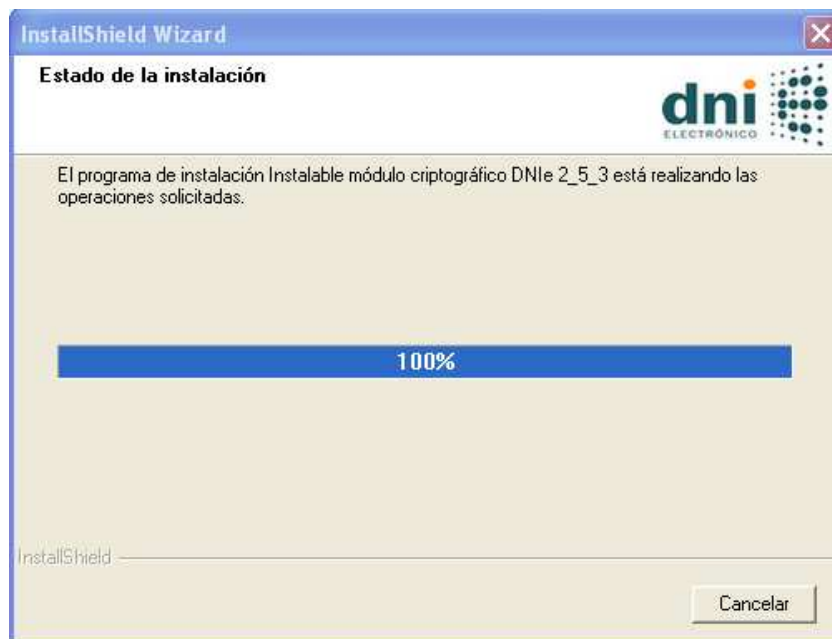 InstallShield Wizard
Estado de la instalación
dni
ELECTRÓNICO
El programa de instalación Instalable módulo criptográfico DNIe 2_5_3 está realizando las
operaciones solicitadas.
100%
InstallShield
Cancelar